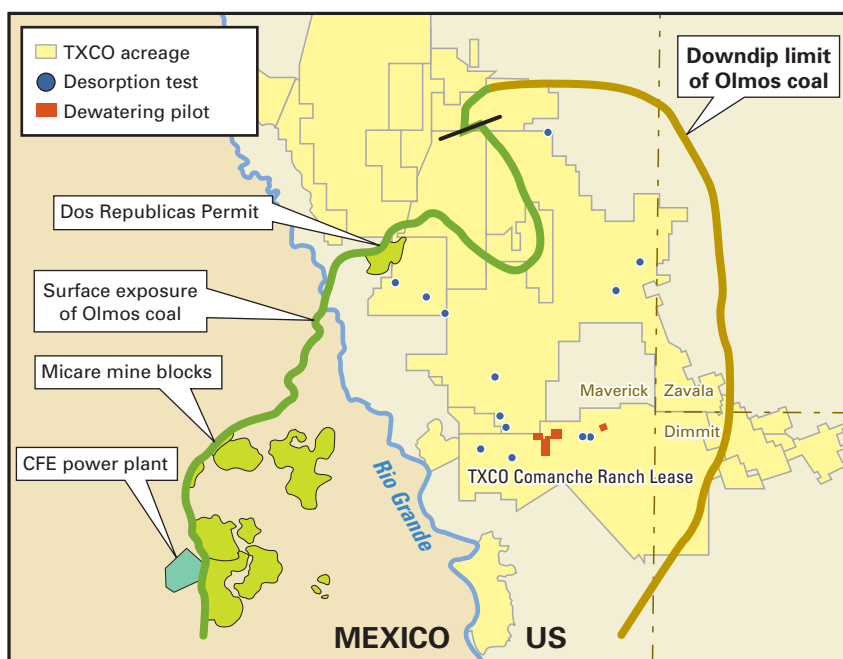 TXCO acreage
Desorption test
Dewatering pilot
Downdip limit
of Olmos coal
Dos Republicas Permit
Surface exposure
of Olmos coal
Micare mine blocks
CFE power plant
Maverick
Zavala
Dimmit
TXCO Comanche Ranch Lease
Rio Grande
MEXICO
US